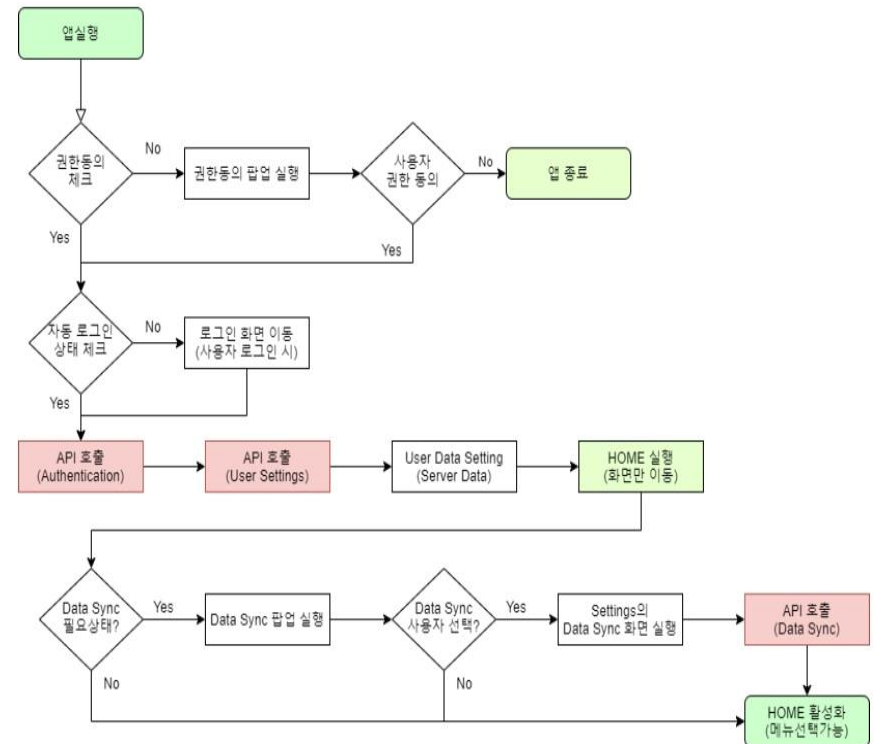 앱실행
권한동의
체크
No
권한동의 팝업 실행
사용자
권한 동의
No
앱 종료
Yes
Yes
자동 로그인
상태 체크
No
로그인 화면 이동
(사용자 로그인 시)
Yes
API 호출
(Authentication)
API 호출
(User Settings)
User Data Setting
(Server Data)
HOME 실행
(화면만 이동)
Data Sync
필요상태?
Yes
Data Sync 팝업 실행
Data Sync
사용자 선택?
Yes
Settings의
Data Sync 화면 실행
API 호출
(Data Sync)
No
No
HOME 활성화
(메뉴선택가능)